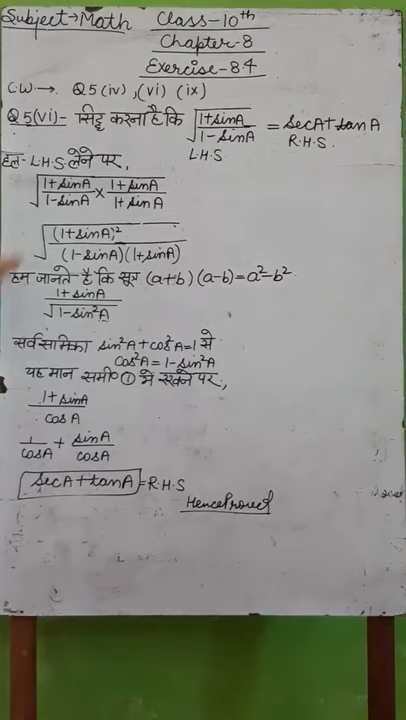 Subject→Math Class-10th
Chapter-8
Exercise-8.4
C.W→. Q5(iv),(vi)(ix)
Q5(vi)- सिद्ध करना है कि √(1+sinA)/(1-SinA) = SecA+tanA
L.H.S. R.H.S.
हल- L.H.S. लेने पर,
√(1+sinA)/(1-sinA) × (1+sinA)/(1+sinA)
√(1+sinA)²/(1-sinA)(1+sinA)
हम जानते है कि सूत्र (a+b)(a-b)=a²-b²
(1+sinA)/√1-sin²A
सर्वसमिका sin²A+cos²A=1 से
cos²A=1-sin²A
यह मान समी० ① में रखने पर,
(1+sinA)/cosA
1/cosA + sinA/cosA
SecA+tanA =R.H.S
Hence Proved